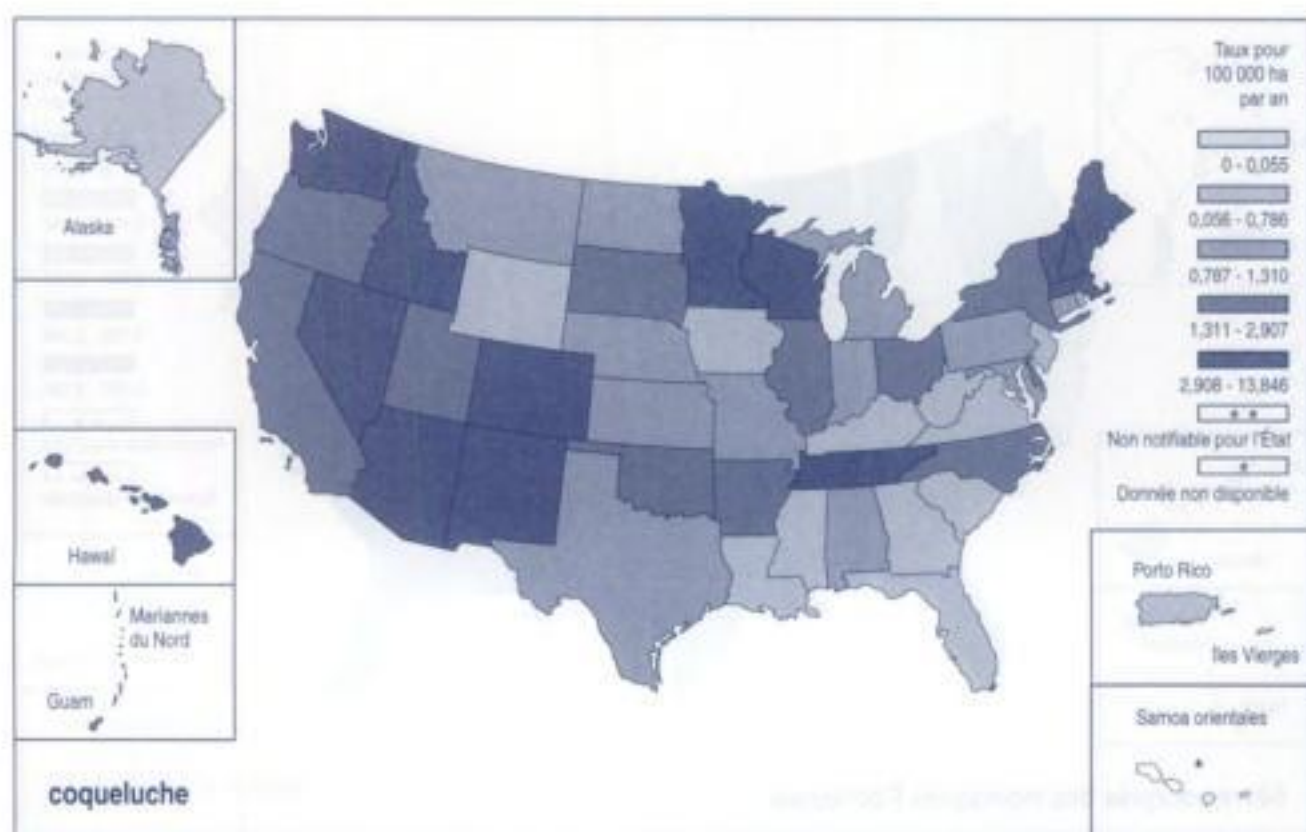 Alaska
Hawaï
Mariannes
du Nord
Guam
coqueluche
Taux pour
100 000 ha
par an
0 - 0,055
0,056 - 0,786
0,787 - 1,310
1,311 - 2,907
2,908 - 13,846
* *
Non notifiable pour l'État
*
Donnée non disponible
Porto Rico
Iles Vierges
Samoa orientales